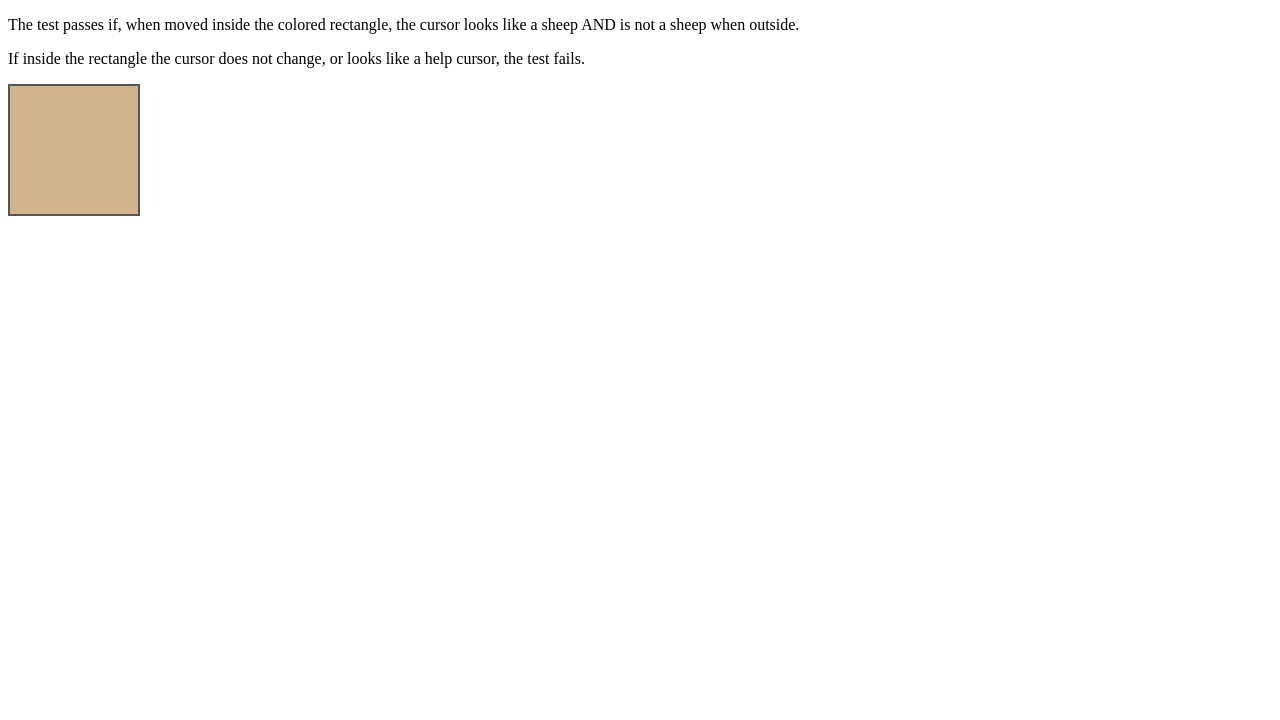 The test passes if, when moved inside the colored rectangle, the cursor looks like a sheep AND is not a sheep when outside.
If inside the rectangle the cursor does not change, or looks like a help cursor, the test fails.